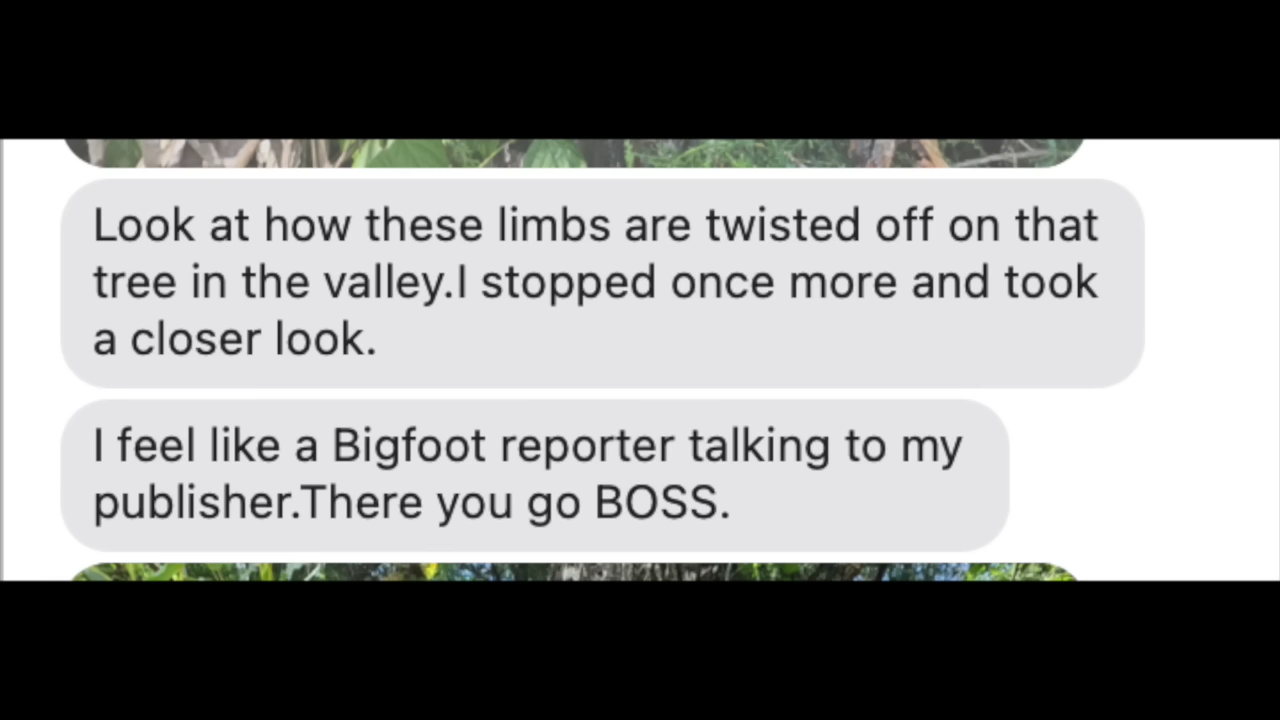 Look at how these limbs are twisted off on that
tree in the valley.I stopped once more and took
a closer look.
I feel like a Bigfoot reporter talking to my
publisher.There you go BOSS.